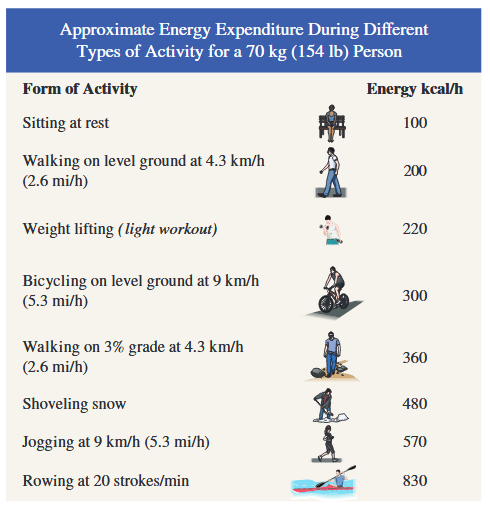 Approximate Energy Expenditure During Different
Types of Activity for a 70 kg (154 lb) Person
Form of Activity Energy kcal/h
Sitting at rest 100
Walking on level ground at 4.3 km/h
(2.6 mi/h) 200
Weight lifting (light workout) 220
Bicycling on level ground at 9 km/h
(5.3 mi/h) 300
Walking on 3% grade at 4.3 km/h
(2.6 mi/h) 360
Shoveling snow 480
Jogging at 9 km/h (5.3 mi/h) 570
Rowing at 20 strokes/min 830